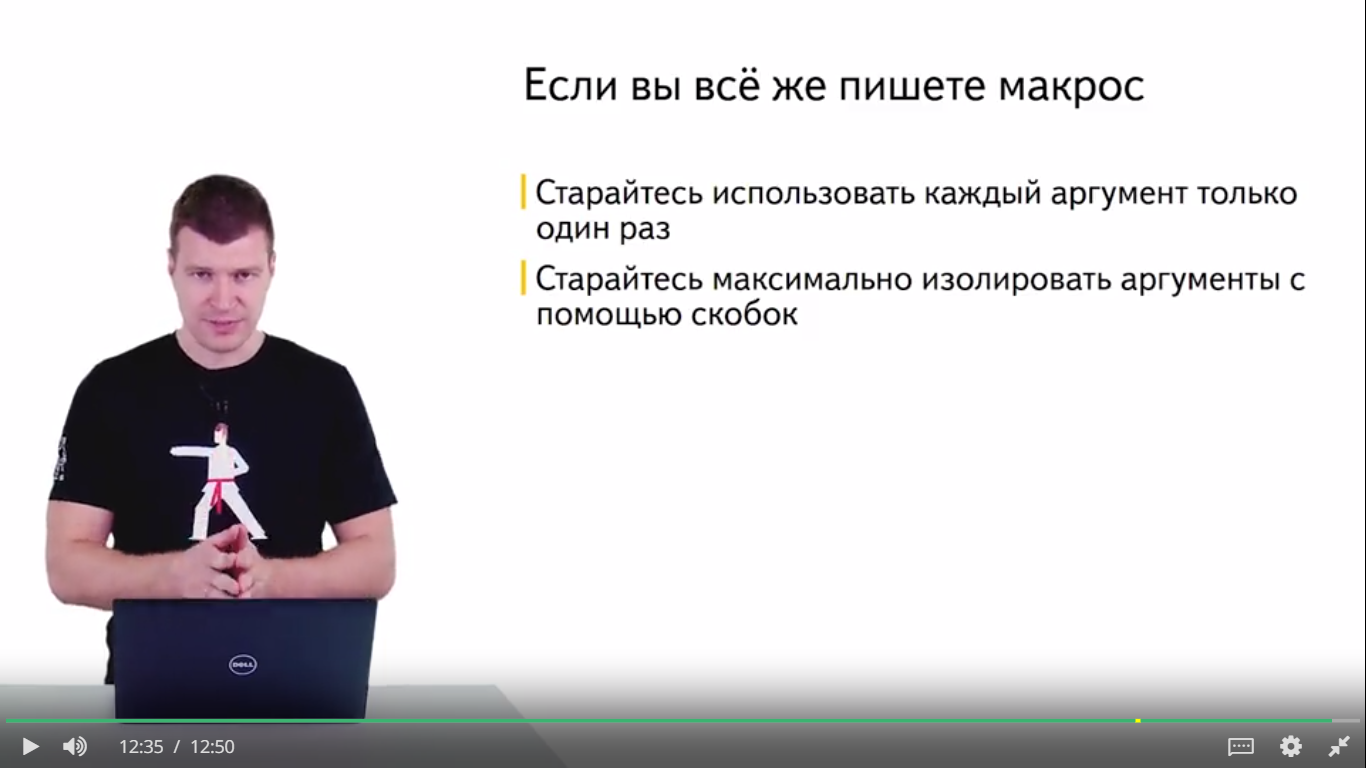 Если вы всё же пишете макрос
Старайтесь использовать каждый аргумент только
один раз
Старайтесь максимально изолировать аргументы с
помощью скобок
DELL
12:35 / 12:50